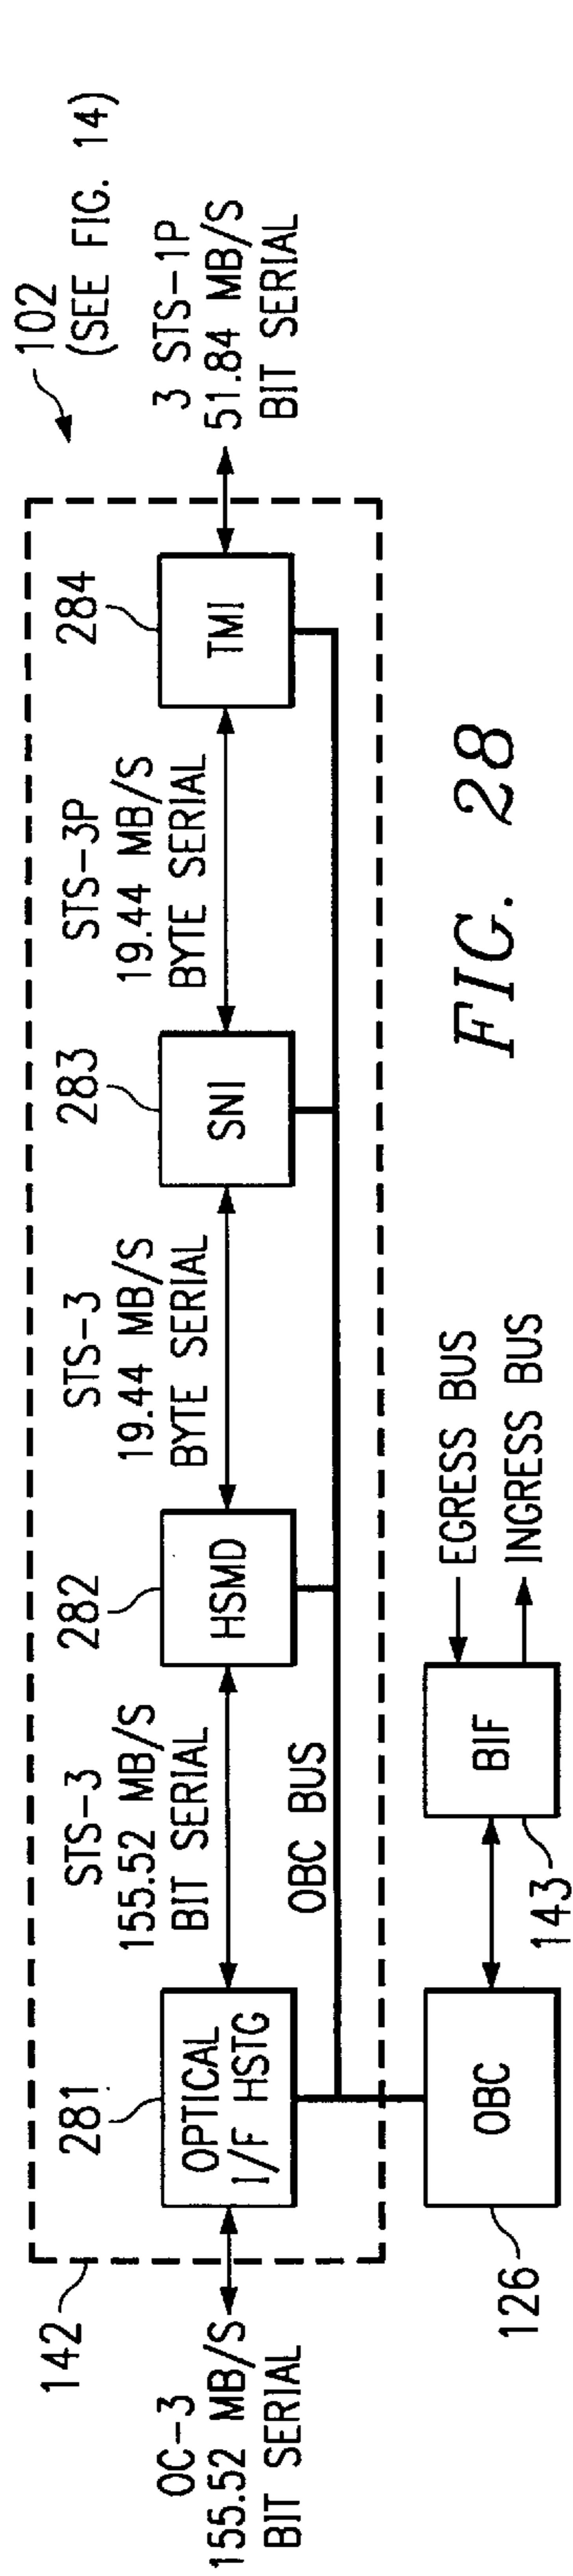 102
(SEE FIG. 14)
142
OC-3
155.52 MB/S
BIT SERIAL
281
OPTICAL
I/F HSTG
STS-3
155.52 MB/S
BIT SERIAL
282
HSMD
STS-3
19.44 MB/S
BYTE SERIAL
283
SNI
STS-3P
19.44 MB/S
BYTE SERIAL
284
TMI
3 STS-1P
51.84 MB/S
BIT SERIAL
OBC BUS
126
OBC
143
BIF
EGRESS BUS
INGRESS BUS
FIG. 28